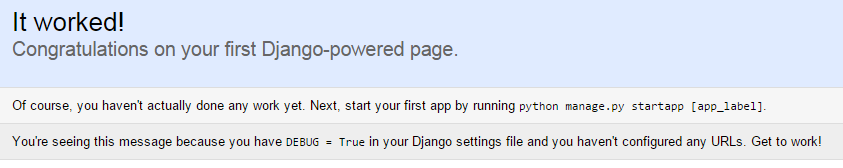 It worked!
Congratulations on your first Django-powered page.
Of course, you haven't actually done any work yet. Next, start your first app by running python manage.py startapp [app_label].
You're seeing this message because you have DEBUG = True in your Django settings file and you haven't configured any URLs. Get to work!